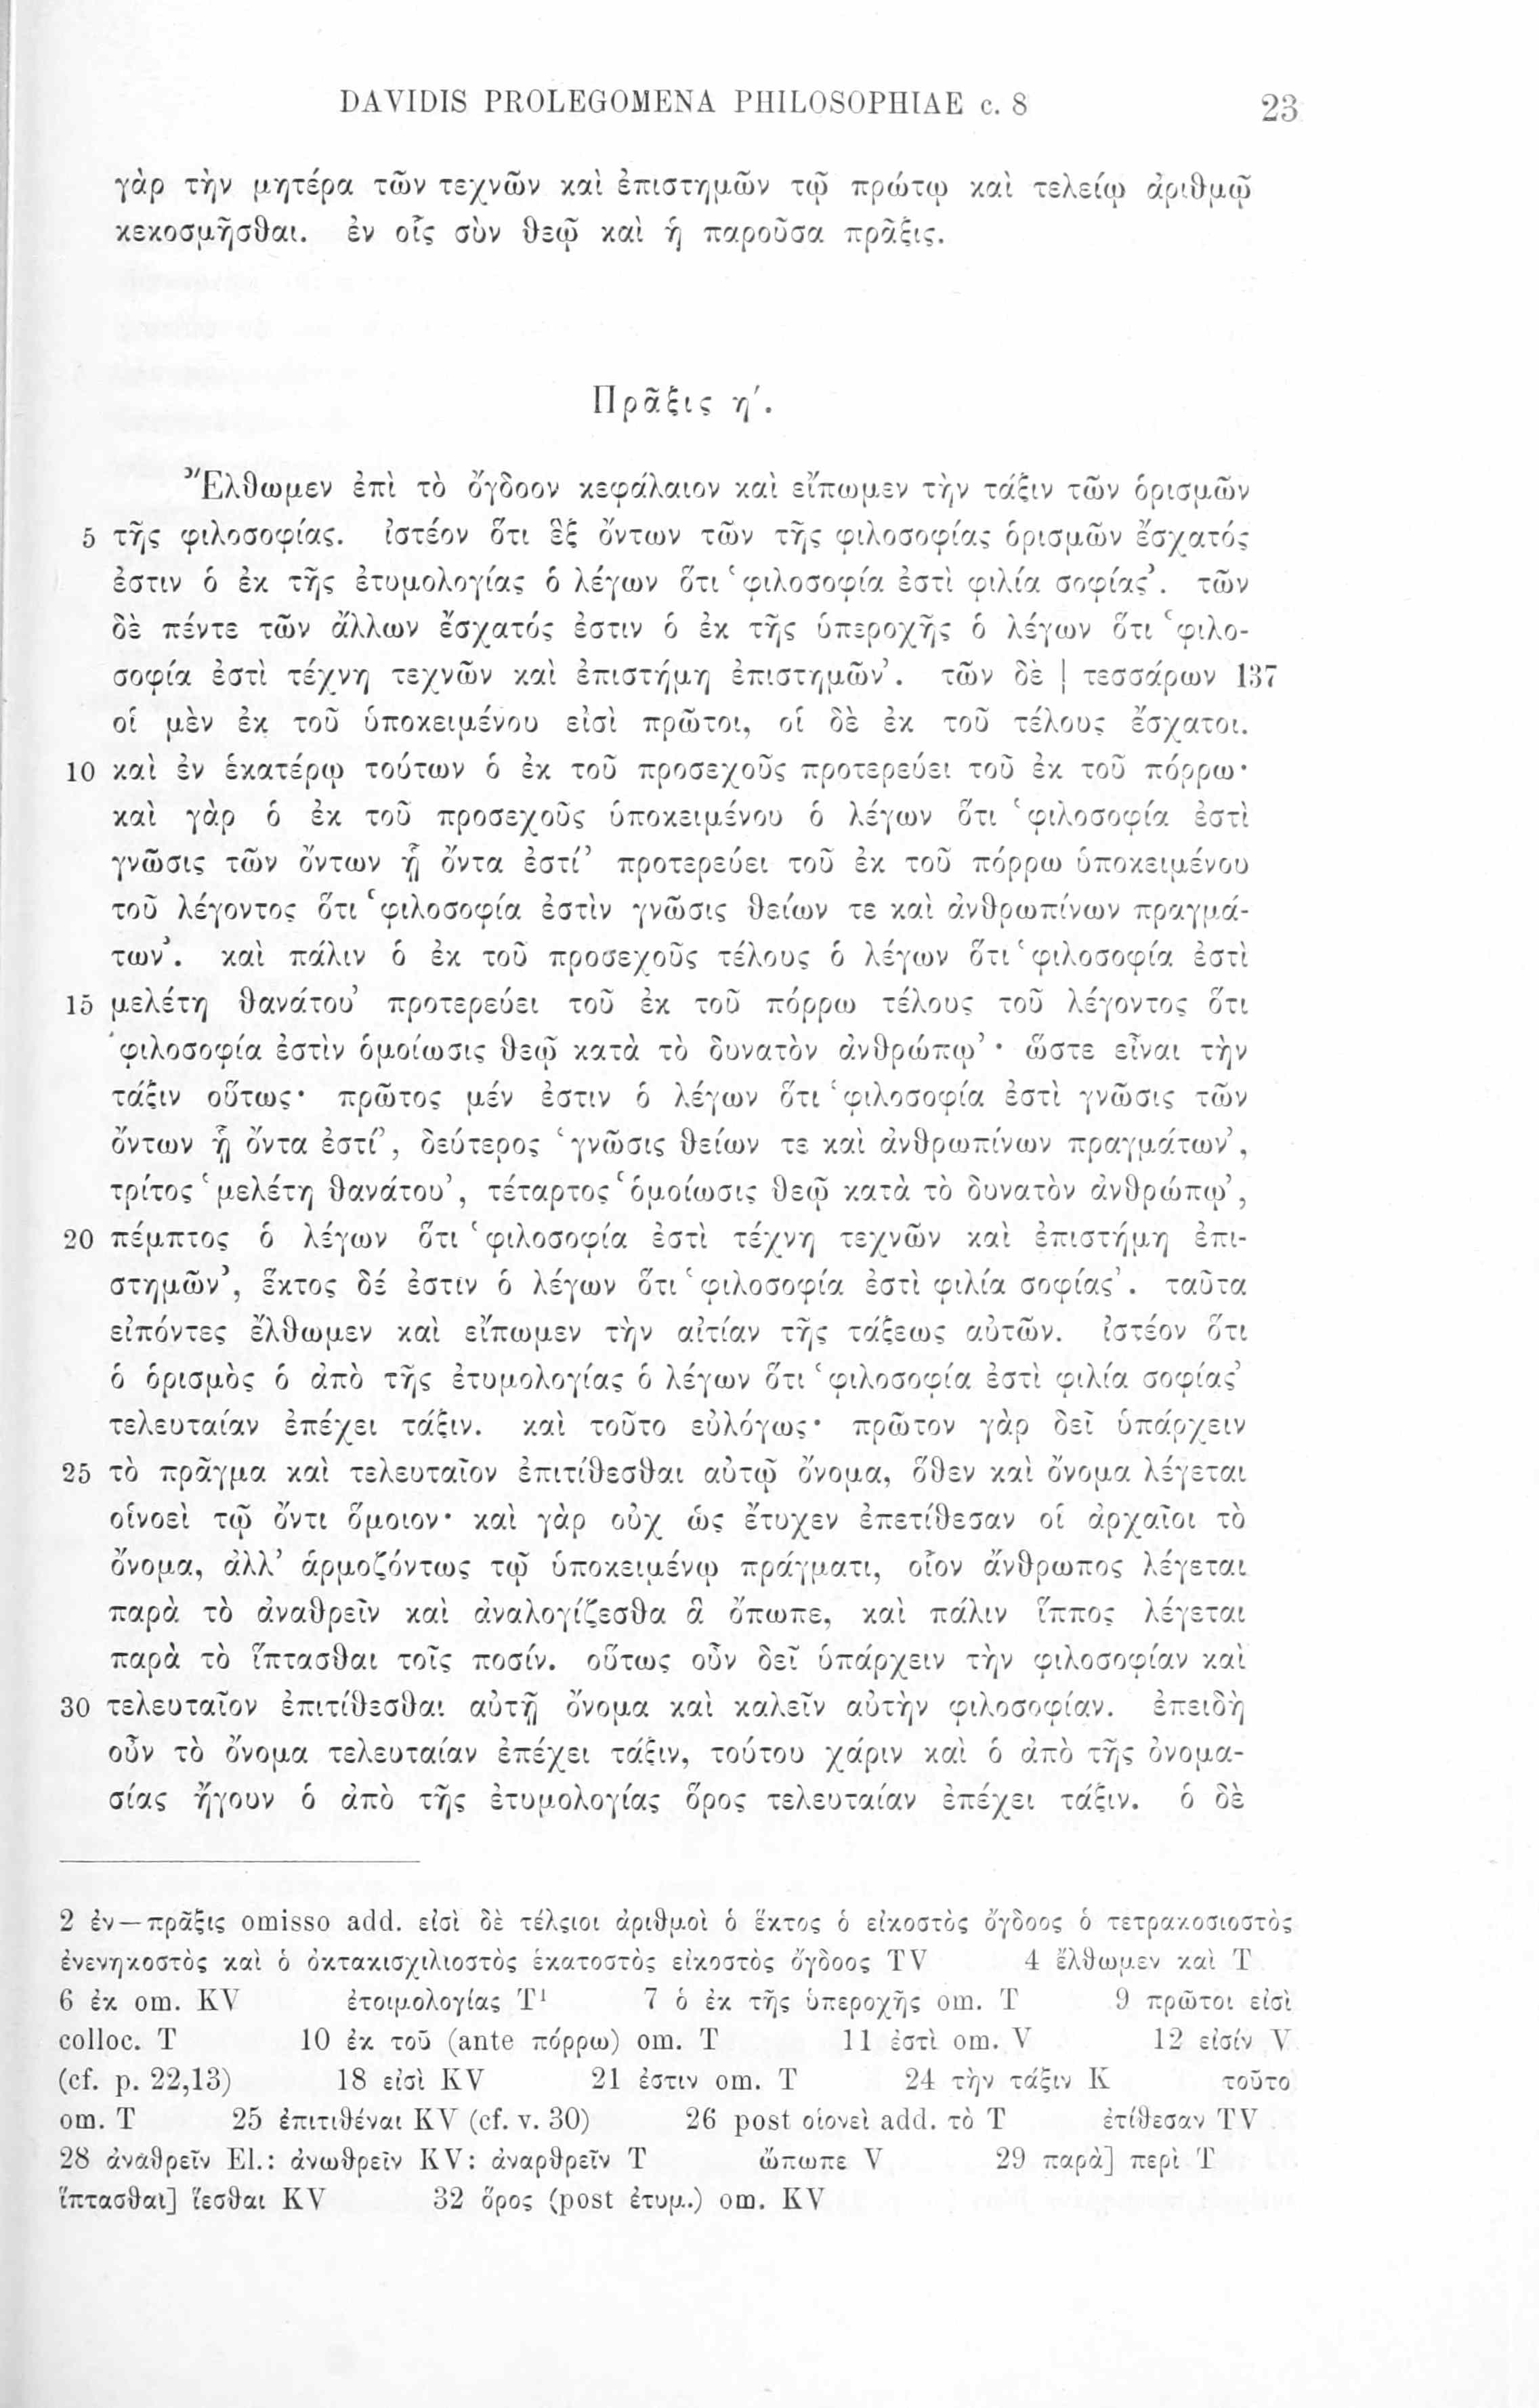 DAVIDIS PROLEGOMENA PHILOSOPHIAE c. 8 23
γὰρ τὴν μητέρα τῶν τεχνῶν καὶ ἐπιστημῶν τῷ πρώτῳ καὶ τελείῳ ἀριθμῷ
κεκοσμῆσθαι. ἐν οἷς σὺν θεῷ καὶ ἡ παροῦσα πρᾶξις.
Πρᾶξις η΄.
Ἔλθωμεν ἐπὶ τὸ ὄγδοον κεφάλαιον καὶ εἴπωμεν τὴν τάξιν τῶν ὁρισμῶν
5 τῆς φιλοσοφίας. ἰστέον ὅτι ἓξ ὄντων τῶν τῆς φιλοσοφίας ὁρισμῶν ἔσχατός
ἐστιν ὁ ἐκ τῆς ἐτυμολογίας ὁ λέγων ὅτι ‘φιλοσοφία ἐστὶ φιλία σοφίας’. τῶν
δὲ πέντε τῶν ἄλλων ἔσχατός ἐστιν ὁ ἐκ τῆς ὑπεροχῆς ὁ λέγων ὅτι ‘φιλο-
σοφία ἐστὶ τέχνη τεχνῶν καὶ ἐπιστήμη ἐπιστημῶν’. τῶν δὲ | τεσσάρων 137
οἱ μὲν ἐκ τοῦ ὑποκειμένου εἰσὶ πρῶτοι, οἱ δὲ ἐκ τοῦ τέλους ἔσχατοι.
10 καὶ ἐν ἑκατέρῳ τούτων ὁ ἐκ τοῦ προσεχοῦς προτερεύει τοῦ ἐκ τοῦ πόρρω·
καὶ γὰρ ὁ ἐκ τοῦ προσεχοῦς ὑποκειμένου ὁ λέγων ὅτι ‘φιλοσοφία ἐστὶ
γνῶσις τῶν ὄντων ᾗ ὄντα ἐστί’ προτερεύει τοῦ ἐκ τοῦ πόρρω ὑποκειμένου
τοῦ λέγοντος ὅτι ‘φιλοσοφία ἐστὶν γνῶσις θείων τε καὶ ἀνθρωπίνων πραγμά-
των’. καὶ πάλιν ὁ ἐκ τοῦ προσεχοῦς τέλους ὁ λέγων ὅτι ‘φιλοσοφία ἐστὶ
15 μελέτη θανάτου’ προτερεύει τοῦ ἐκ τοῦ πόρρω τέλους τοῦ λέγοντος ὅτι
‘φιλοσοφία ἐστὶν ὁμοίωσις θεῷ κατὰ τὸ δυνατὸν ἀνθρώπῳ’· ὥστε εἶναι τὴν
τάξιν οὕτως· πρῶτος μέν ἐστιν ὁ λέγων ὅτι ‘φιλοσοφία ἐστὶ γνῶσις τῶν
ὄντων ᾗ ὄντα ἐστί’, δεύτερος ‘γνῶσις θείων τε καὶ ἀνθρωπίνων πραγμάτων’,
τρίτος ‘μελέτη θανάτου’, τέταρτος ‘ὁμοίωσις θεῷ κατὰ τὸ δυνατὸν ἀνθρώπῳ’,
20 πέμπτος ὁ λέγων ὅτι ‘φιλοσοφία ἐστὶ τέχνη τεχνῶν καὶ ἐπιστήμη ἐπι-
στημῶν’, ἕκτος δέ ἐστιν ὁ λέγων ὅτι ‘φιλοσοφία ἐστὶ φιλία σοφίας’. ταῦτα
εἰπόντες ἔλθωμεν καὶ εἴπωμεν τὴν αἰτίαν τῆς τάξεως αὐτῶν. ἰστέον ὅτι
ὁ ὁρισμὸς ὁ ἀπὸ τῆς ἐτυμολογίας ὁ λέγων ὅτι ‘φιλοσοφία ἐστὶ φιλία σοφίας’
τελευταίαν ἐπέχει τάξιν. καὶ τοῦτο εὐλόγως· πρῶτον γὰρ δεῖ ὑπάρχειν
25 τὸ πρᾶγμα καὶ τελευταῖον ἐπιτίθεσθαι αὐτῷ ὄνομα, ὅθεν καὶ ὄνομα λέγεται
οἱνοεὶ τῷ ὄντι ὅμοιον· καὶ γὰρ οὐχ ὡς ἔτυχεν ἐπετίθεσαν οἱ ἀρχαῖοι τὸ
ὄνομα, ἀλλ’ ἁρμοζόντως τῷ ὑποκειμένῳ πράγματι, οἷον ἄνθρωπος λέγεται
παρὰ τὸ ἀναθρεῖν καὶ ἀναλογίζεσθα ἃ ὄπωπε, καὶ πάλιν ἵππος λέγεται
παρὰ τὸ ἵπτασθαι τοῖς ποσίν. οὕτως οὖν δεῖ ὑπάρχειν τὴν φιλοσοφίαν καὶ
30 τελευταῖον ἐπιτίθεσθαι αὐτῇ ὄνομα καὶ καλεῖν αὐτὴν φιλοσοφίαν. ἐπειδὴ
οὖν τὸ ὄνομα τελευταίαν ἐπέχει τάξιν, τούτου χάριν καὶ ὁ ἀπὸ τῆς ὀνομα-
σίας ἤγουν ὁ ἀπὸ τῆς ἐτυμολογίας ὅρος τελευταίαν ἐπέχει τάξιν. ὁ δὲ
2 ἐν—πρᾶξις omisso add. εἰσὶ δὲ τέλειοι ἀριθμοὶ ὁ ἕκτος ὁ εἰκοστὸς ὄγδοος ὁ τετρακοσιοστὸς
ἐνενηκοστὸς καὶ ὁ ὀκτακισχιλιοστὸς ἑκατοστὸς εἰκοστὸς ὄγδοος TV 4 ἔλθωμεν καὶ T
6 ἐκ om. KV ἐτοιμολογίας T¹ 7 ὁ ἐκ τῆς ὑπεροχῆς om. T 9 πρῶτοι εἰσὶ
colloc. T 10 ἐκ τοῦ (ante πόρρω) om. T 11 ἐστὶ om. V 12 εἰσίν V
(cf. p. 22,13) 18 εἰσὶ KV 21 ἐστιν om. T 24 τὴν τάξιν K τοῦτο
om. T 25 ἐπιτιθέναι KV (cf. v. 30) 26 post οἱονεὶ add. τὸ T ἐτίθεσαν TV
28 ἀναθρεῖν El.: ἀνωθρεῖν KV: ἀναρθρεῖν T ὤπωπε V 29 παρὰ] περὶ T
ἵπτασθαι] ἵεσθαι KV 32 ὅρος (post ἐτυμ.) om. KV